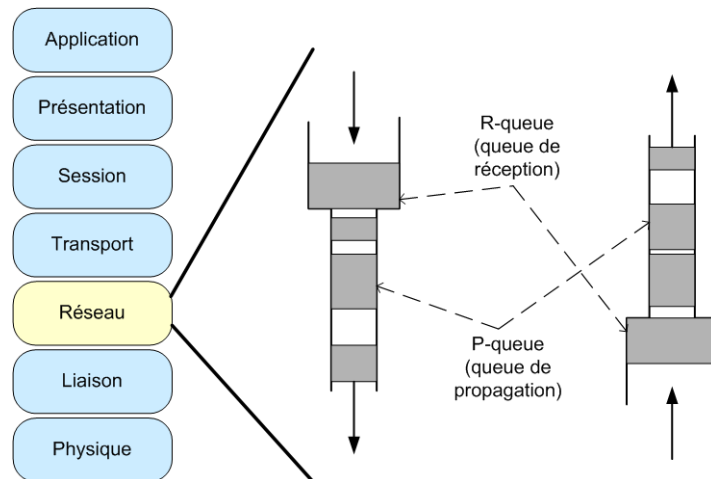 Application
Présentation
Session
Transport
Réseau
Liaison
Physique
R-queue
(queue de
réception)
P-queue
(queue de
propagation)